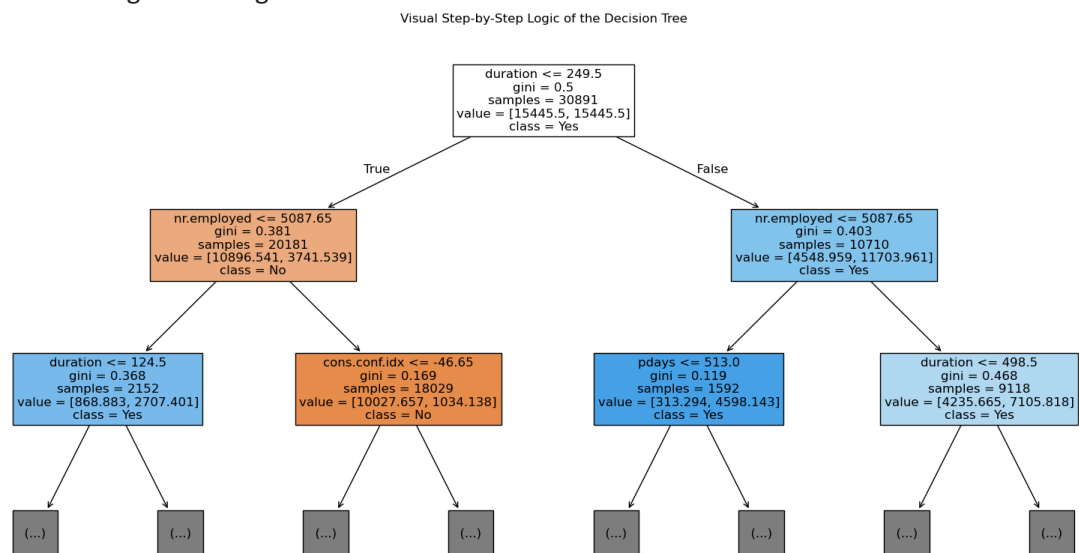 Visual Step-by-Step Logic of the Decision Tree
duration <= 249.5
gini = 0.5
samples = 30891
value = [15445.5, 15445.5]
class = Yes
True
False
nr.employed <= 5087.65
gini = 0.381
samples = 20181
value = [10896.541, 3741.539]
class = No
nr.employed <= 5087.65
gini = 0.403
samples = 10710
value = [4548.959, 11703.961]
class = Yes
duration <= 124.5
gini = 0.368
samples = 2152
value = [868.883, 2707.401]
class = Yes
cons.conf.idx <= -46.65
gini = 0.169
samples = 18029
value = [10027.657, 1034.138]
class = No
pdays <= 513.0
gini = 0.119
samples = 1592
value = [313.294, 4598.143]
class = Yes
duration <= 498.5
gini = 0.468
samples = 9118
value = [4235.665, 7105.818]
class = Yes
(...)
(...)
(...)
(...)
(...)
(...)
(...)
(...)